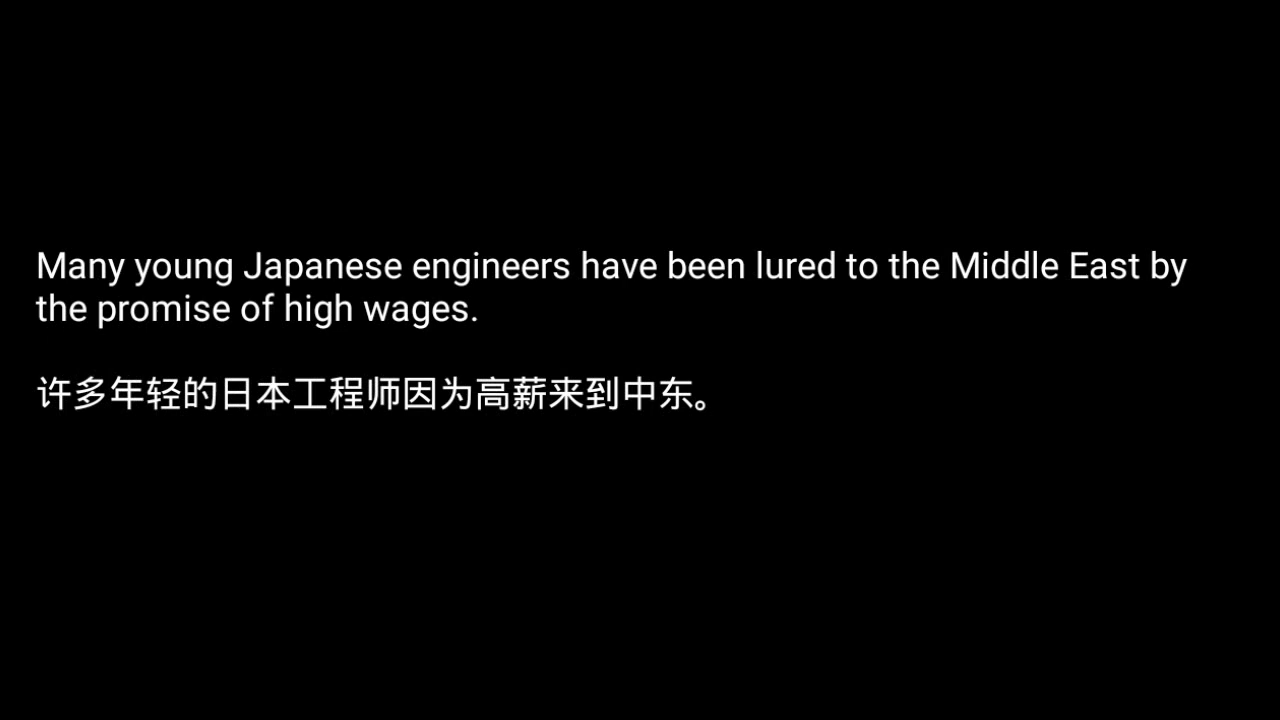 Many young Japanese engineers have been lured to the Middle East by
the promise of high wages.
许多年轻的日本工程师因为高薪来到中东。